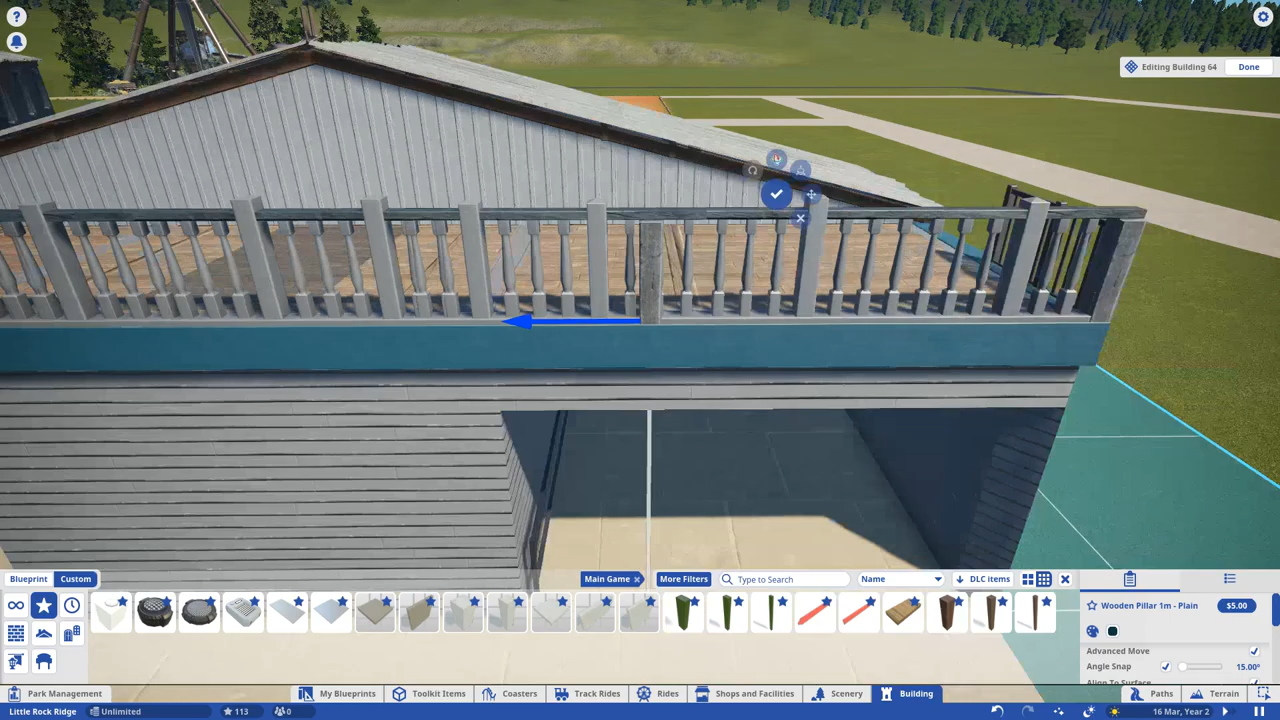 ?
Editing Building 64 Done
Blueprint Custom Main Game × More Filters Type to Search Name DLC items
Wooden Pillar 1m - Plain $5.00
Advanced Move
Angle Snap 15.00°
Park Management My Blueprints Toolkit Items Coasters Track Rides Rides Shops and Facilities Scenery Building Paths Terrain
Little Rock Ridge Unlimited 113 0 16 Mar, Year 2